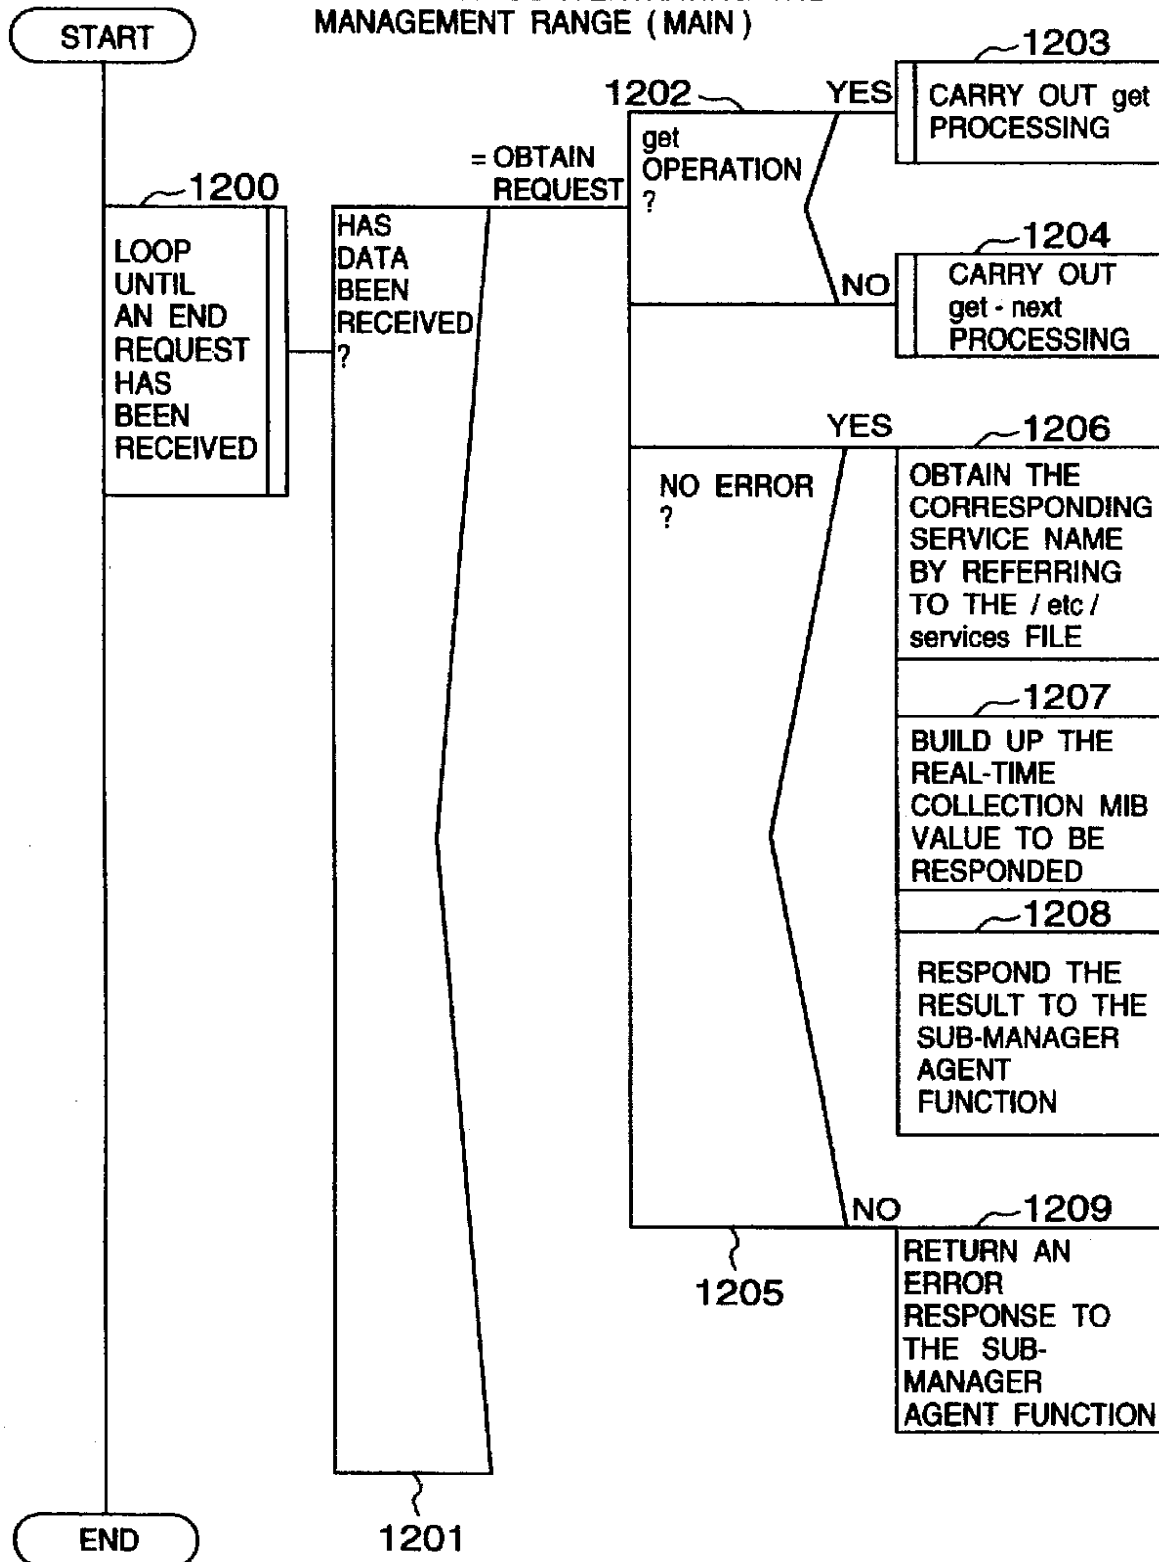 MANAGEMENT RANGE (MAIN)
START
1200
LOOP
UNTIL
AN END
REQUEST
HAS
BEEN
RECEIVED
HAS
DATA
BEEN
RECEIVED
?
1201
= OBTAIN
REQUEST
1202
get
OPERATION
?
YES
1203
CARRY OUT get
PROCESSING
NO
1204
CARRY OUT
get - next
PROCESSING
NO ERROR
?
1205
YES
1206
OBTAIN THE
CORRESPONDING
SERVICE NAME
BY REFERRING
TO THE / etc /
services FILE
1207
BUILD UP THE
REAL-TIME
COLLECTION MIB
VALUE TO BE
RESPONDED
1208
RESPOND THE
RESULT TO THE
SUB-MANAGER
AGENT
FUNCTION
NO
1209
RETURN AN
ERROR
RESPONSE TO
THE SUB-
MANAGER
AGENT FUNCTION
END